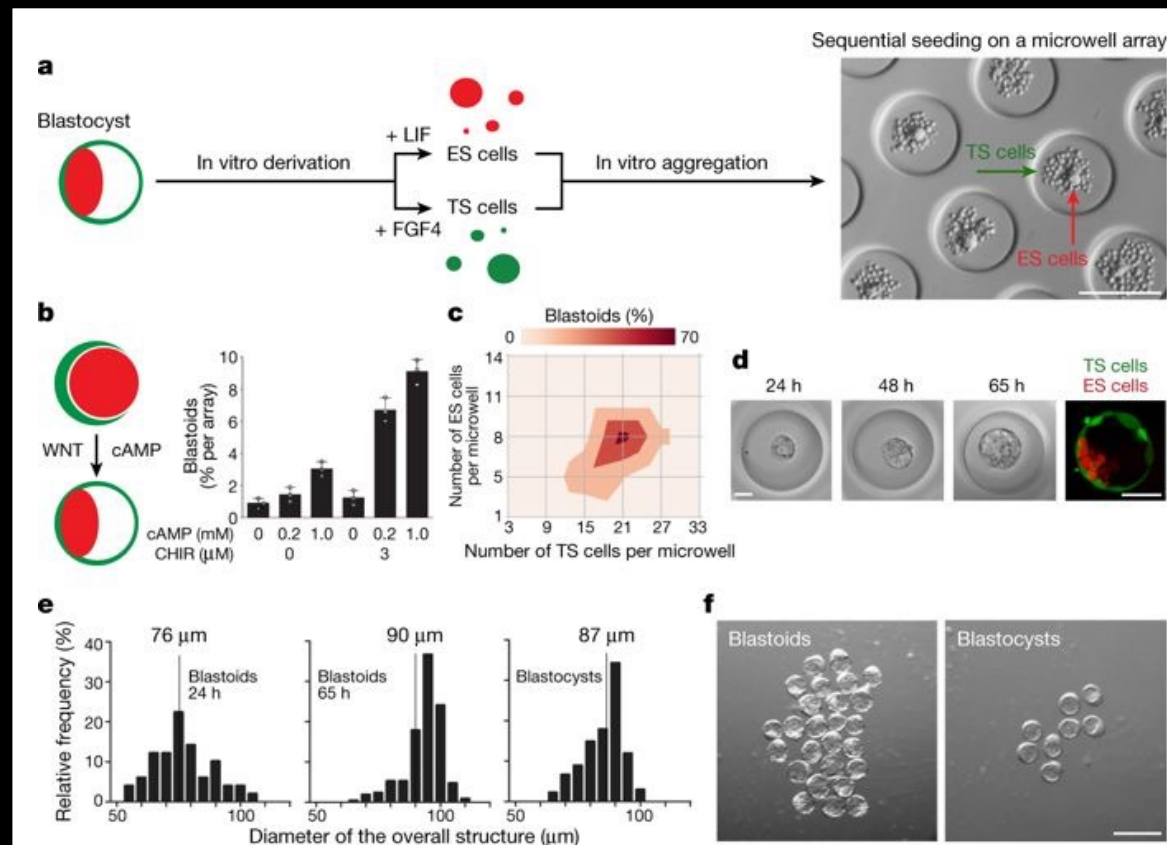 a
Sequential seeding on a microwell array
Blastocyst
In vitro derivation
+ LIF
ES cells
TS cells
+ FGF4
In vitro aggregation
TS cells
ES cells
b
WNT
cAMP
Blastoids
(% per array)
10
8
6
4
2
0
cAMP (mM) 0 0.2 1.0 0 0.2 1.0
CHIR (μM) 0 3
c
Blastoids (%)
0 70
Number of ES cells
per microwell
14
11
8
5
1
3 9 15 21 27 33
Number of TS cells per microwell
d
24 h 48 h 65 h
TS cells
ES cells
e
Relative frequency (%)
40
30
20
10
0
76 μm
Blastoids
24 h
90 μm
Blastoids
65 h
87 μm
Blastocysts
50 100 50 100 50 100
Diameter of the overall structure (μm)
f
Blastoids
Blastocysts